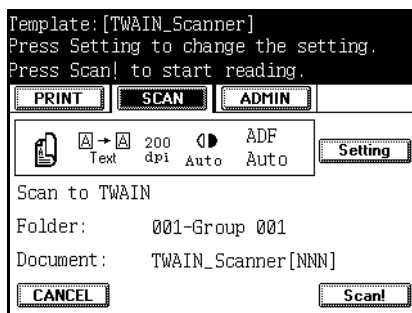 Template:[TWAIN_Scanner]
Press Setting to change the setting.
Press Scan! to start reading.
PRINT SCAN ADMIN
A → A 200 ADF
Text dpi Auto Auto Setting
Scan to TWAIN
Folder: 001-Group 001
Document: TWAIN_Scanner[NNN]
CANCEL Scan!